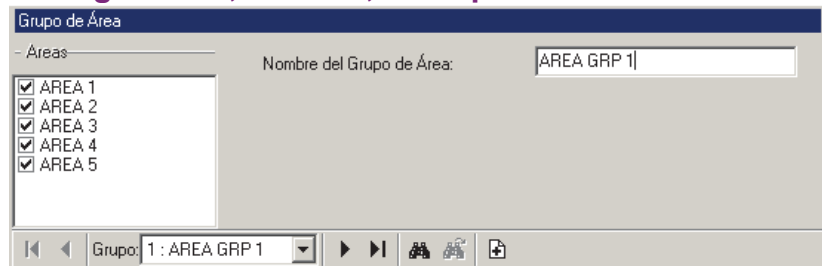 Grupo de Área
Areas
Nombre del Grupo de Área:
AREA GRP 1
AREA 1
AREA 2
AREA 3
AREA 4
AREA 5
Grupo: 1 : AREA GRP 1